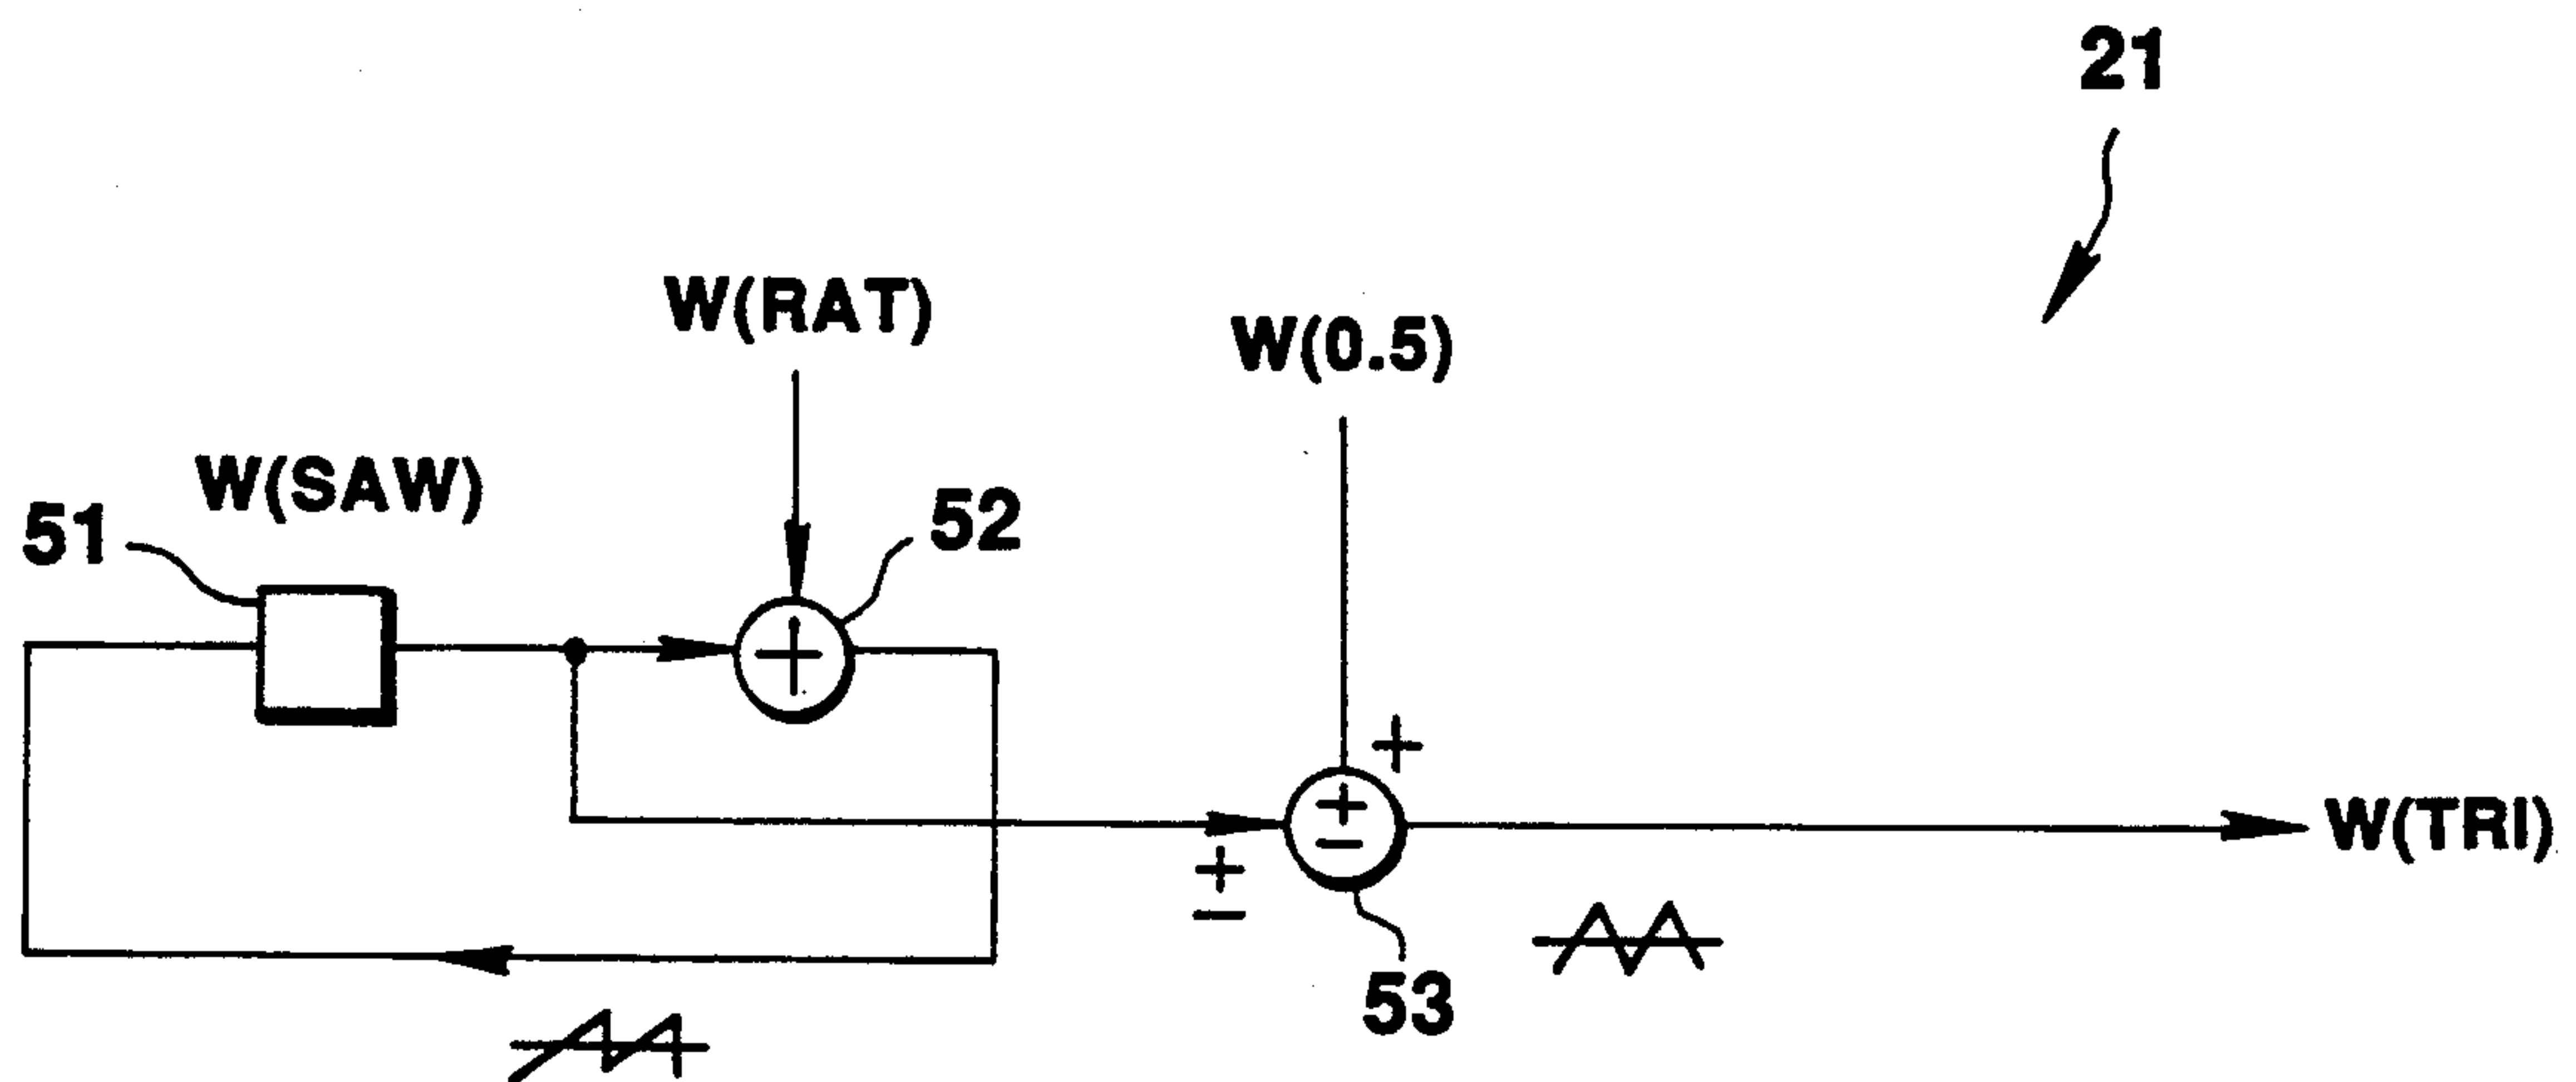 21
W(RAT)
W(0.5)
W(SAW)
51
52
+
+
+
−
W(TRI)
+
−
53